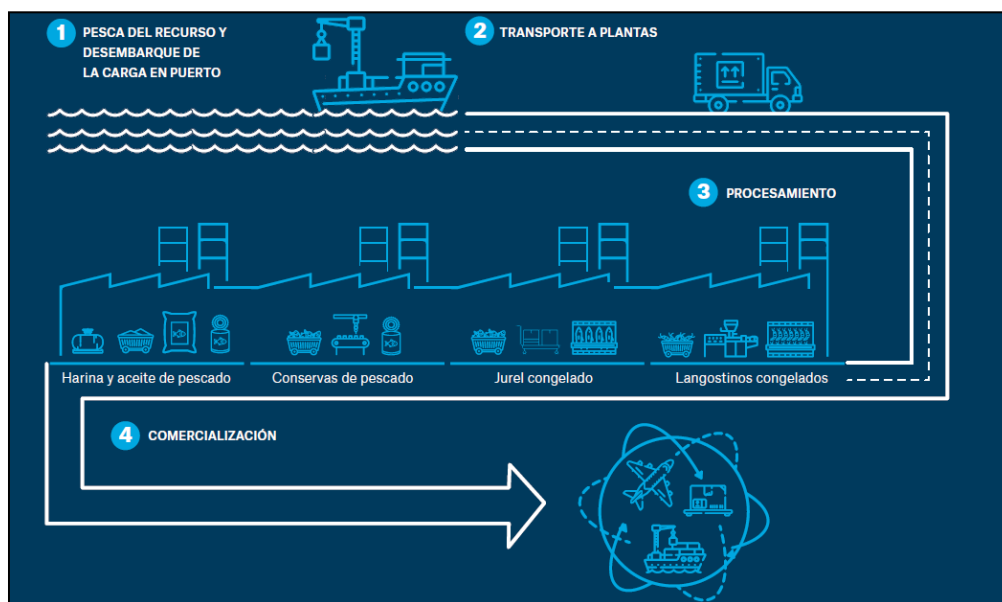 1 PESCA DEL RECURSO Y
DESEMBARQUE DE
LA CARGA EN PUERTO
2 TRANSPORTE A PLANTAS
3 PROCESAMIENTO
Harina y aceite de pescado
Conservas de pescado
Jurel congelado
Langostinos congelados
4 COMERCIALIZACIÓN